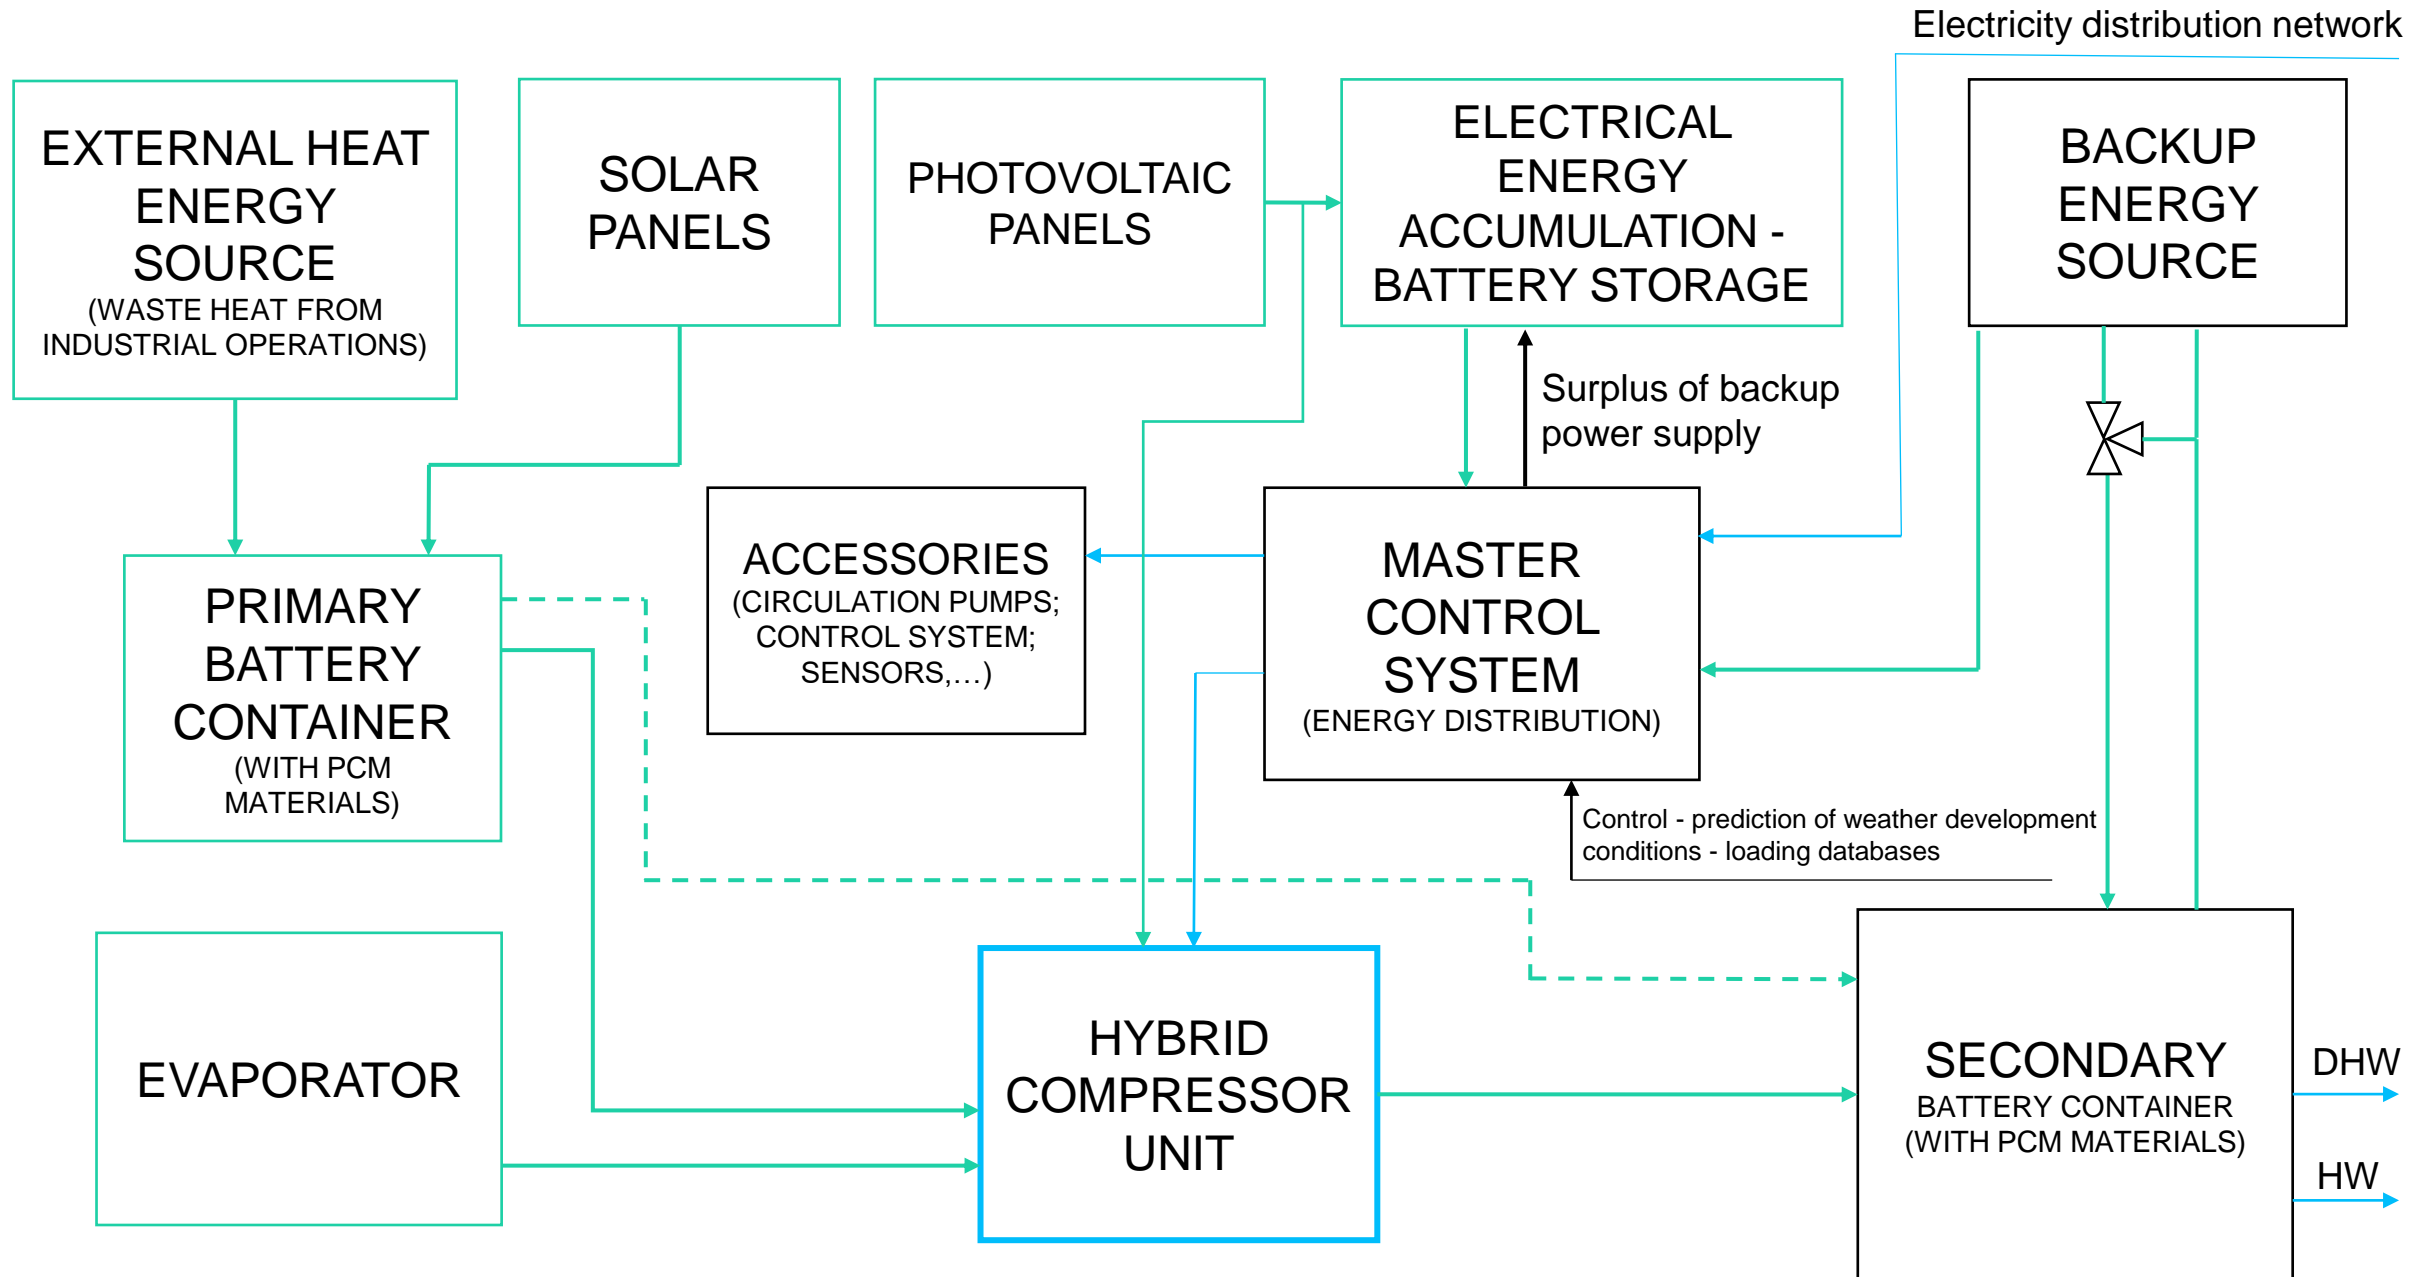 Electricity distribution network
EXTERNAL HEAT
ENERGY
SOURCE
(WASTE HEAT FROM
INDUSTRIAL OPERATIONS)
SOLAR
PANELS
PHOTOVOLTAIC
PANELS
ELECTRICAL
ENERGY
ACCUMULATION -
BATTERY STORAGE
BACKUP
ENERGY
SOURCE
Surplus of backup
power supply
PRIMARY
BATTERY
CONTAINER
(WITH PCM
MATERIALS)
ACCESSORIES
(CIRCULATION PUMPS;
CONTROL SYSTEM;
SENSORS,…)
MASTER
CONTROL
SYSTEM
(ENERGY DISTRIBUTION)
Control - prediction of weather development
conditions - loading databases
EVAPORATOR
HYBRID
COMPRESSOR
UNIT
SECONDARY
BATTERY CONTAINER
(WITH PCM MATERIALS)
DHW
HW